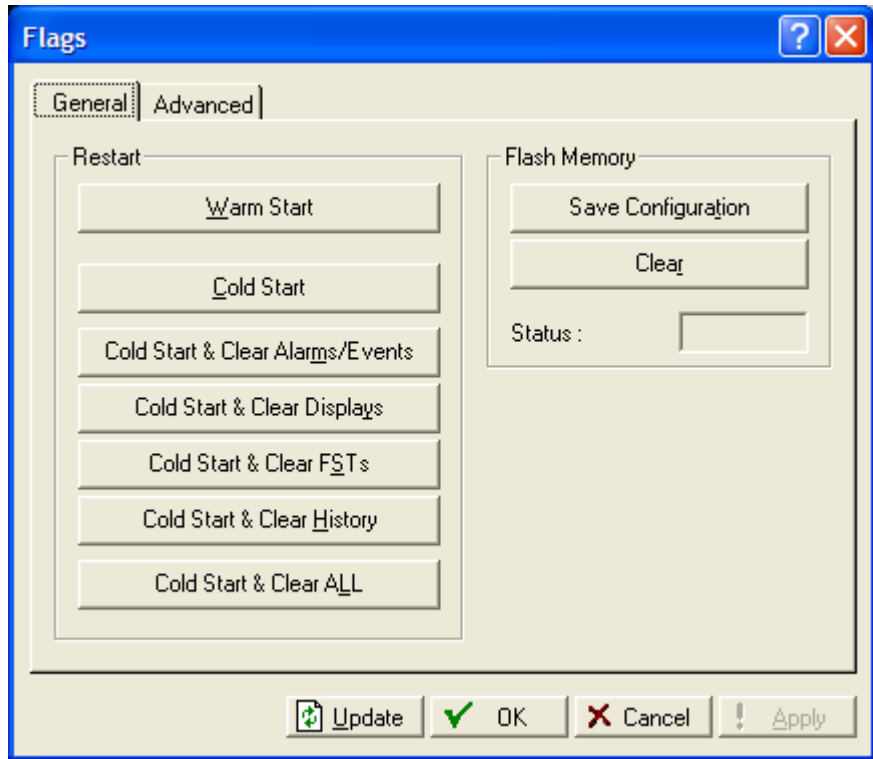 Flags
General
Advanced
Restart
Warm Start
Cold Start
Cold Start & Clear Alarms/Events
Cold Start & Clear Displays
Cold Start & Clear FSTs
Cold Start & Clear History
Cold Start & Clear ALL
Flash Memory
Save Configuration
Clear
Status :
Update
OK
Cancel
Apply